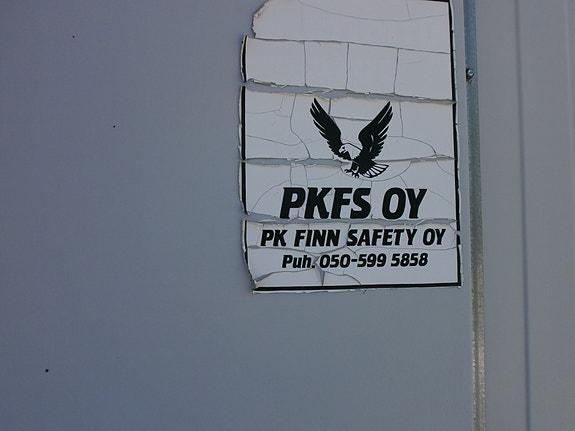 PKFS OY
PK FINN SAFETY OY
Puh. 050-599 5858